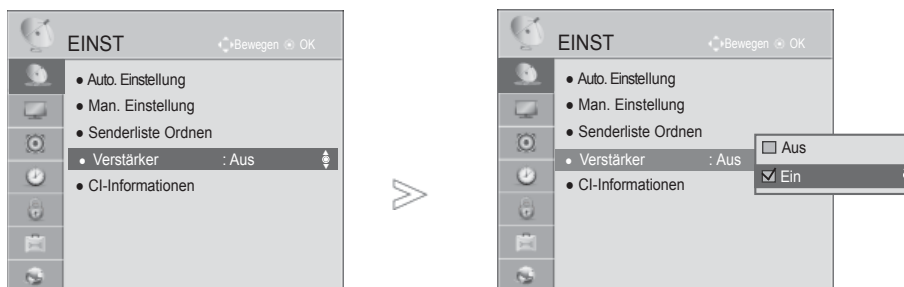 EINST
Bewegen OK
● Auto. Einstellung
● Man. Einstellung
● Senderliste Ordnen
● Verstärker : Aus
● CI-Informationen
EINST
Bewegen OK
● Auto. Einstellung
● Man. Einstellung
● Senderliste Ordnen
● Verstärker : Aus
● CI-Informationen
Aus
Ein